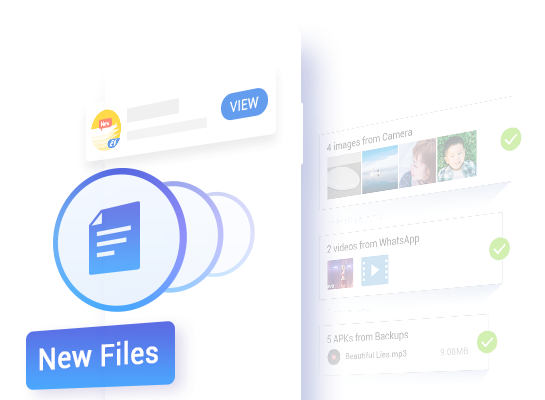 New
VIEW
New Files
4 images from Camera
2 videos from WhatsApp
5 APKs from Backups
Beautiful Lies.mp3
9.08MB